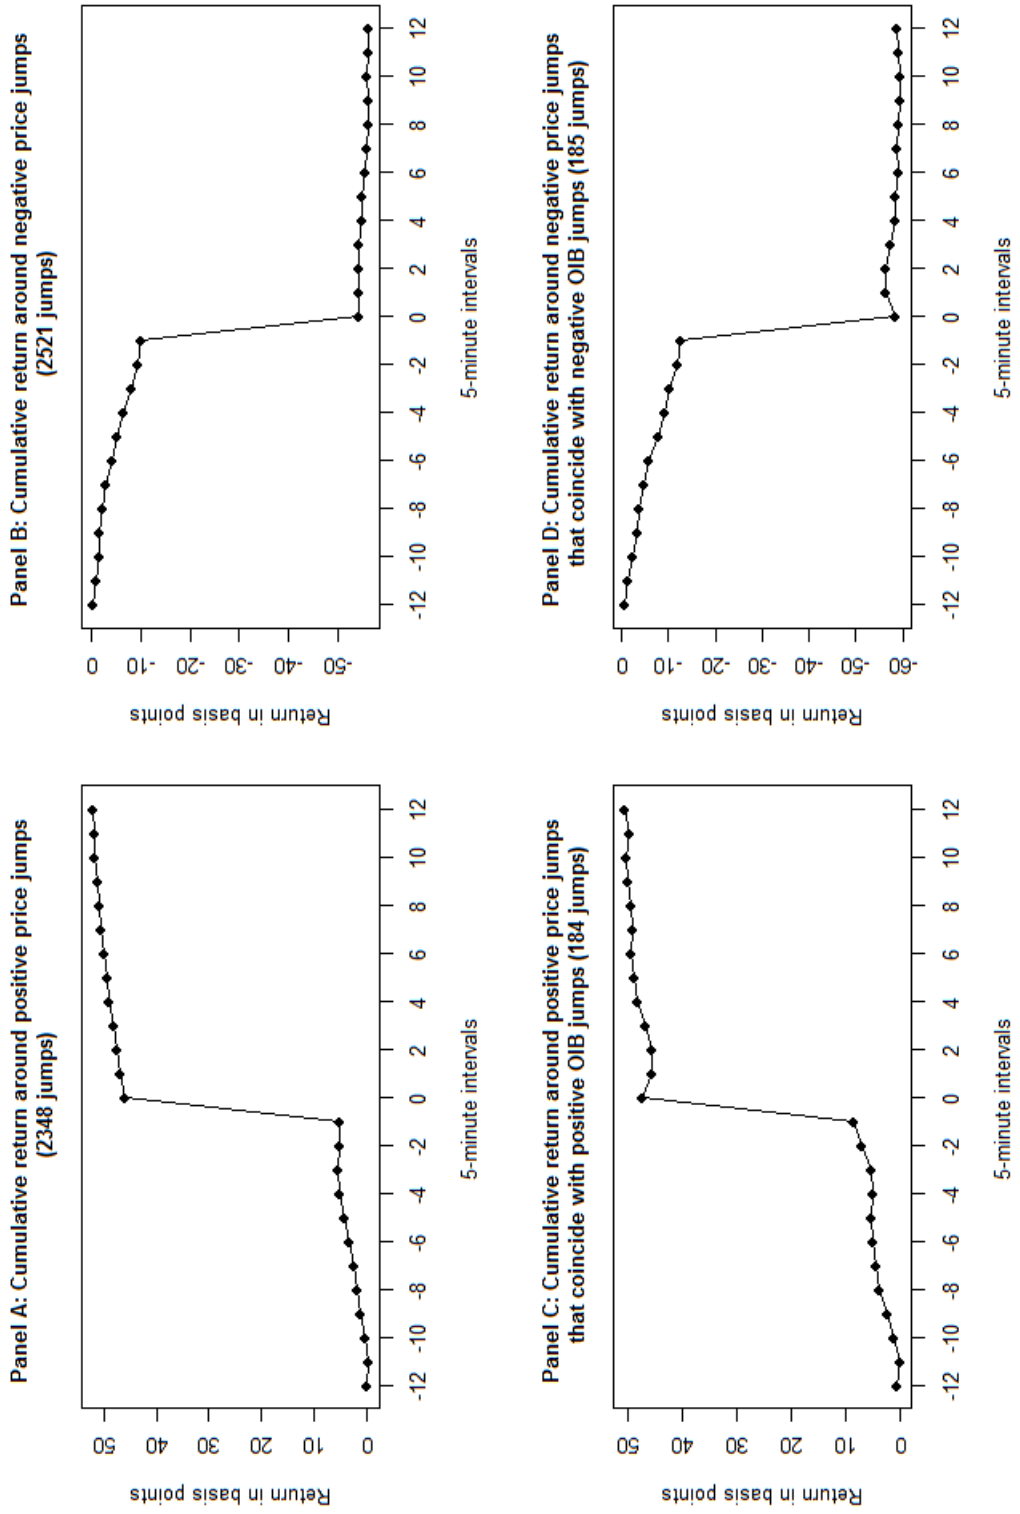 Panel A: Cumulative return around positive price jumps
(2348 jumps)
Return in basis points
50
40
30
20
10
0
-12 -10 -8 -6 -4 -2 0 2 4 6 8 10 12
5-minute intervals
Panel B: Cumulative return around negative price jumps
(2521 jumps)
Return in basis points
0
-10
-20
-30
-40
-50
-12 -10 -8 -6 -4 -2 0 2 4 6 8 10 12
5-minute intervals
Panel C: Cumulative return around positive price jumps
that coincide with positive OIB jumps (184 jumps)
Return in basis points
50
40
30
20
10
0
-12 -10 -8 -6 -4 -2 0 2 4 6 8 10 12
5-minute intervals
Panel D: Cumulative return around negative price jumps
that coincide with negative OIB jumps (185 jumps)
Return in basis points
0
-10
-20
-30
-40
-50
-60
-12 -10 -8 -6 -4 -2 0 2 4 6 8 10 12
5-minute intervals